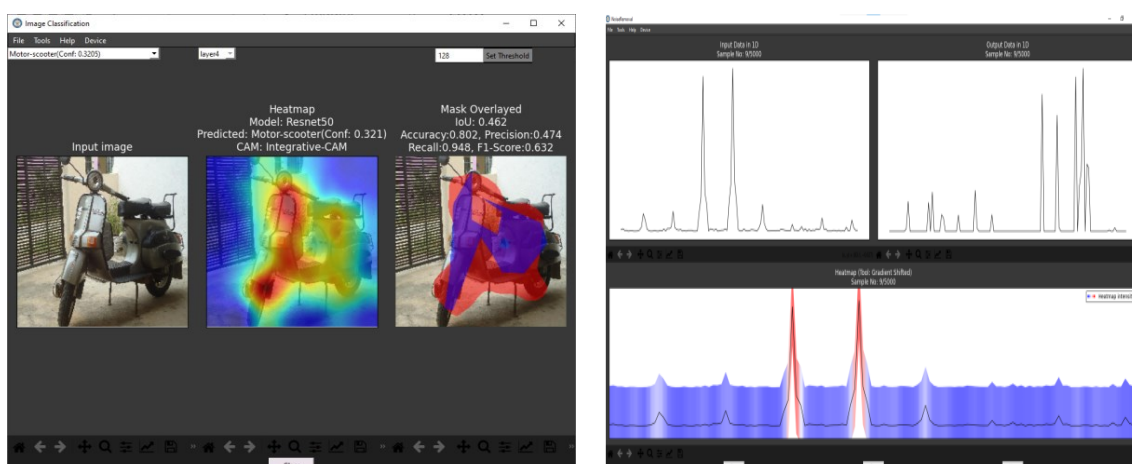 Image Classification
File Tools Help Device
Motor-scooter(Conf: 0.3205)
layer4
128
Set Threshold
Input image
Heatmap
Model: Resnet50
Predicted: Motor-scooter(Conf: 0.321)
CAM: Integrative-CAM
Mask Overlayed
IoU: 0.462
Accuracy:0.802, Precision:0.474
Recall:0.948, F1-Score:0.632
File Tools Help Device
Input Data in 1D
Sample No: 9/5000
Output Data in 1D
Sample No: 9/5000
Heatmap (Tool: Gradient Shifted)
Sample No: 9/5000
Heatmap intensi